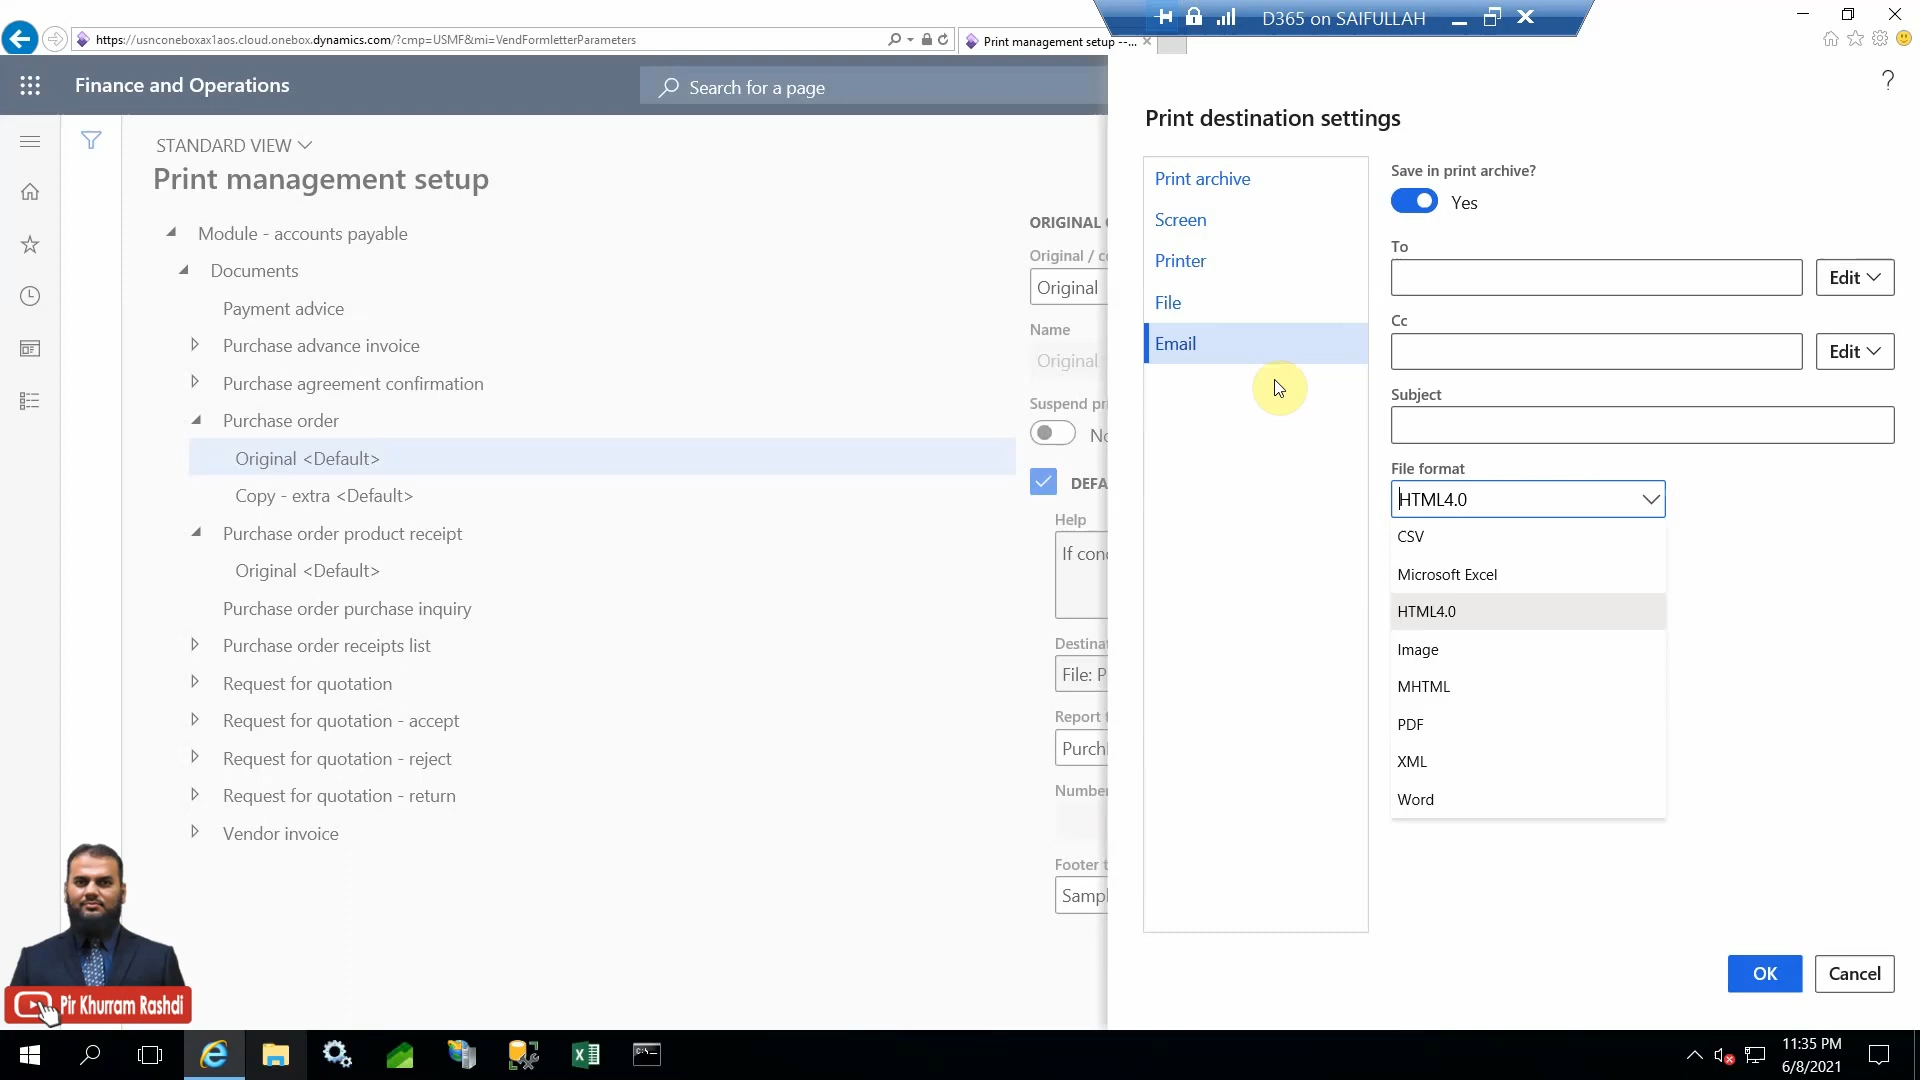 D365 on SAIFULLAH
https://usnconeboxax1aos.cloud.onebox.dynamics.com/?cmp=USMF&mi=VendFormletterParameters
Print management setup --...
Finance and Operations
Search for a page
?
STANDARD VIEW
Print management setup
Module - accounts payable
Documents
Payment advice
Purchase advance invoice
Purchase agreement confirmation
Purchase order
Original <Default>
Copy - extra <Default>
Purchase order product receipt
Original <Default>
Purchase order purchase inquiry
Purchase order receipts list
Request for quotation
Request for quotation - accept
Request for quotation - reject
Request for quotation - return
Vendor invoice
ORIGINAL
Original / c
Original
Name
Original
Suspend pr
No
DEFA
Help
If cond
Destinat
File: P
Report t
Purch
Number
Footer t
Sampl
Print destination settings
Print archive
Screen
Printer
File
Email
Save in print archive?
Yes
To
Edit
Cc
Edit
Subject
File format
HTML4.0
CSV
Microsoft Excel
HTML4.0
Image
MHTML
PDF
XML
Word
OK
Cancel
Pir Khurram Rashdi
11:35 PM
6/8/2021